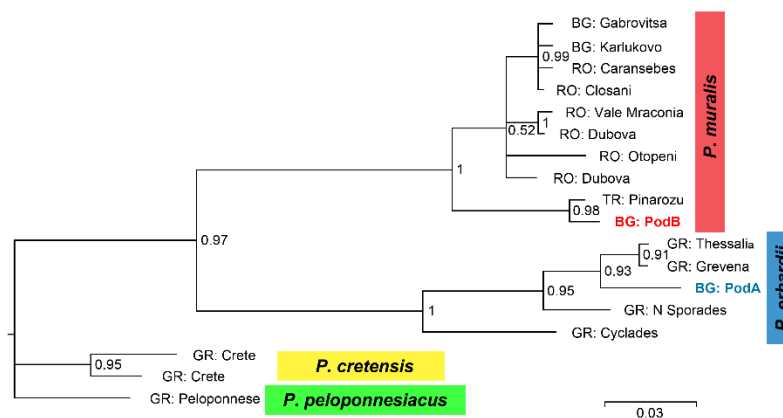 BG: Gabrovitsa
BG: Karlukovo
0.99
RO: Caransebes
RO: Closani
RO: Vale Mraconia
1
0.52
RO: Dubova
RO: Otopeni
1
RO: Dubova
TR: Pinarozu
0.98
BG: PodB
P. muralis
0.97
GR: Thessalia
0.91
GR: Grevena
0.93
BG: PodA
0.95
GR: N Sporades
1
GR: Cyclades
P. erhardii
GR: Crete
0.95
P. cretensis
GR: Crete
GR: Peloponnese
P. peloponnesiacus
0.03